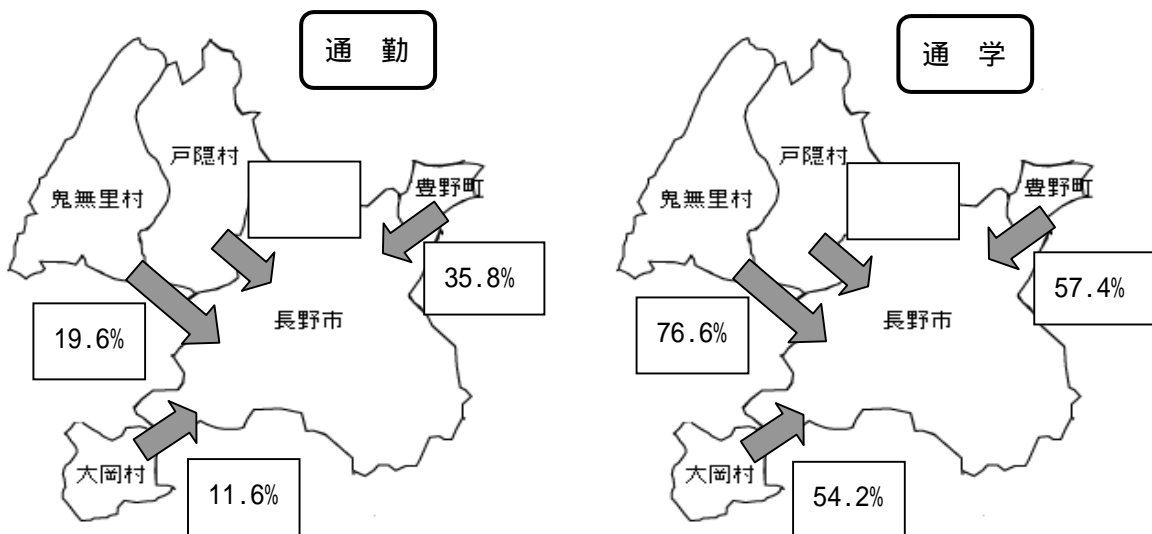 通 勤
戸隠村
鬼無里村
豊野町
35.8%
長野市
19.6%
大岡村
11.6%
通 学
戸隠村
鬼無里村
豊野町
57.4%
長野市
76.6%
大岡村
54.2%